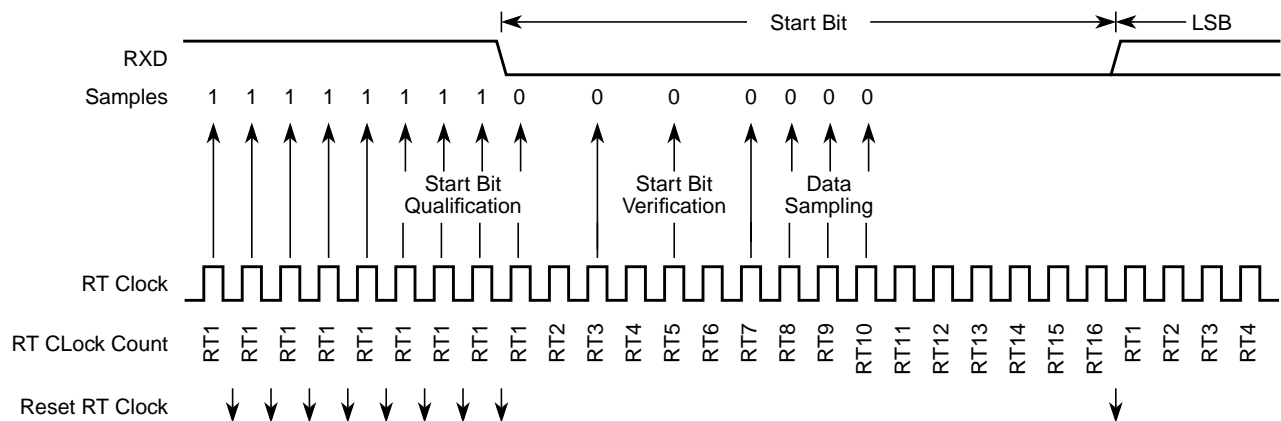 Start Bit LSB
RXD
Samples 1 1 1 1 1 1 1 1 0 0 0 0 0 0 0
Start Bit
Qualification
Start Bit
Verification
Data
Sampling
RT Clock
RT CLock Count RT1 RT1 RT1 RT1 RT1 RT1 RT1 RT1 RT1 RT2 RT3 RT4 RT5 RT6 RT7 RT8 RT9 RT10 RT11 RT12 RT13 RT14 RT15 RT16 RT1 RT2 RT3 RT4
Reset RT Clock